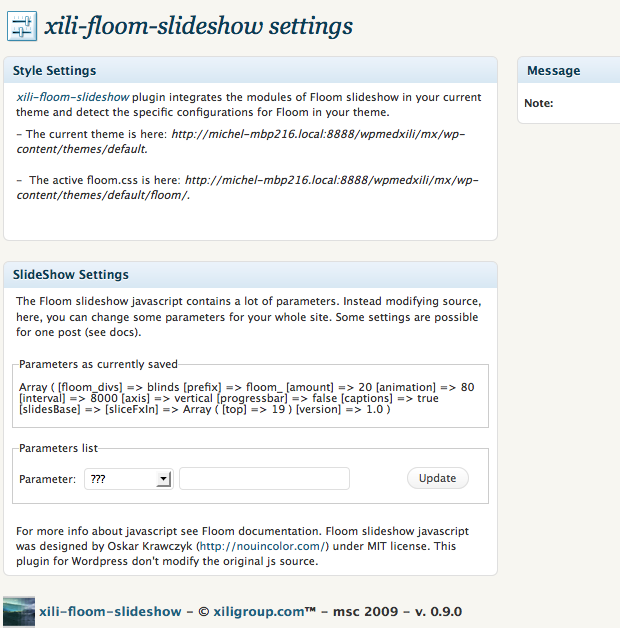 xili-floom-slideshow settings
Style Settings
xili-floom-slideshow plugin integrates the modules of Floom slideshow in your current
theme and detect the specific configurations for Floom in your theme.
– The current theme is here: http://michel-mbp216.local:8888/wpmedxili/mx/wp-
content/themes/default.
– The active floom.css is here: http://michel-mbp216.local:8888/wpmedxili/mx/wp-
content/themes/default/floom/.
Message
Note:
SlideShow Settings
The Floom slideshow javascript contains a lot of parameters. Instead modifying source,
here, you can change some parameters for your whole site. Some settings are possible
for one post (see docs).
Parameters as currently saved
Array ( [floom_divs] => blinds [prefix] => floom_ [amount] => 20 [animation] => 80
[interval] => 8000 [axis] => vertical [progressbar] => false [captions] => true
[slidesBase] => [sliceFxIn] => Array ( [top] => 19 ) [version] => 1.0 )
Parameters list
Parameter: ??? Update
For more info about javascript see Floom documentation. Floom slideshow javascript
was designed by Oskar Krawczyk (http://nouincolor.com/) under MIT license. This
plugin for Wordpress don't modify the original js source.
xili-floom-slideshow – © xiligroup.com™ – msc 2009 – v. 0.9.0